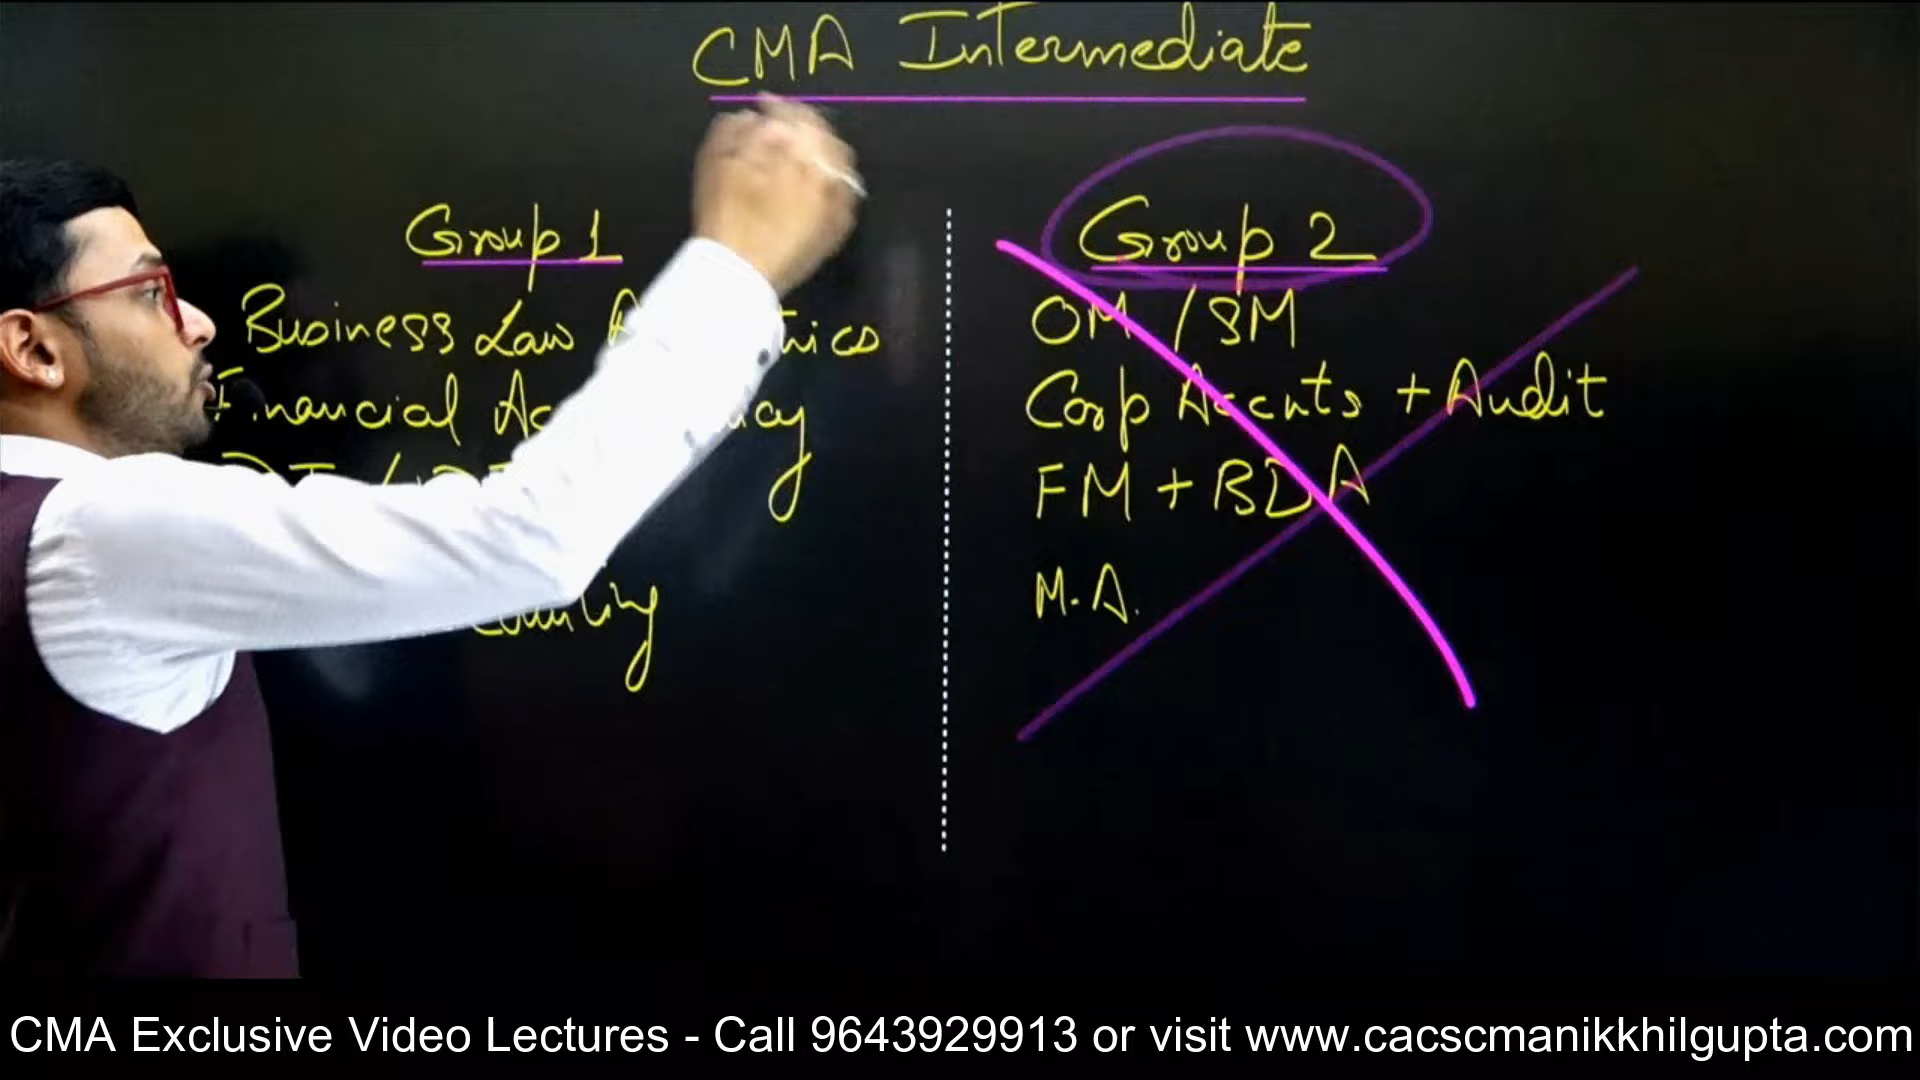 CMA Intermediate
Group 1
Business Law
Financial
Group 2
OM / SM
Corp Accnts + Audit
FM + BDA
M.A.
CMA Exclusive Video Lectures - Call 9643929913 or visit www.cacscmanikkhilgupta.com